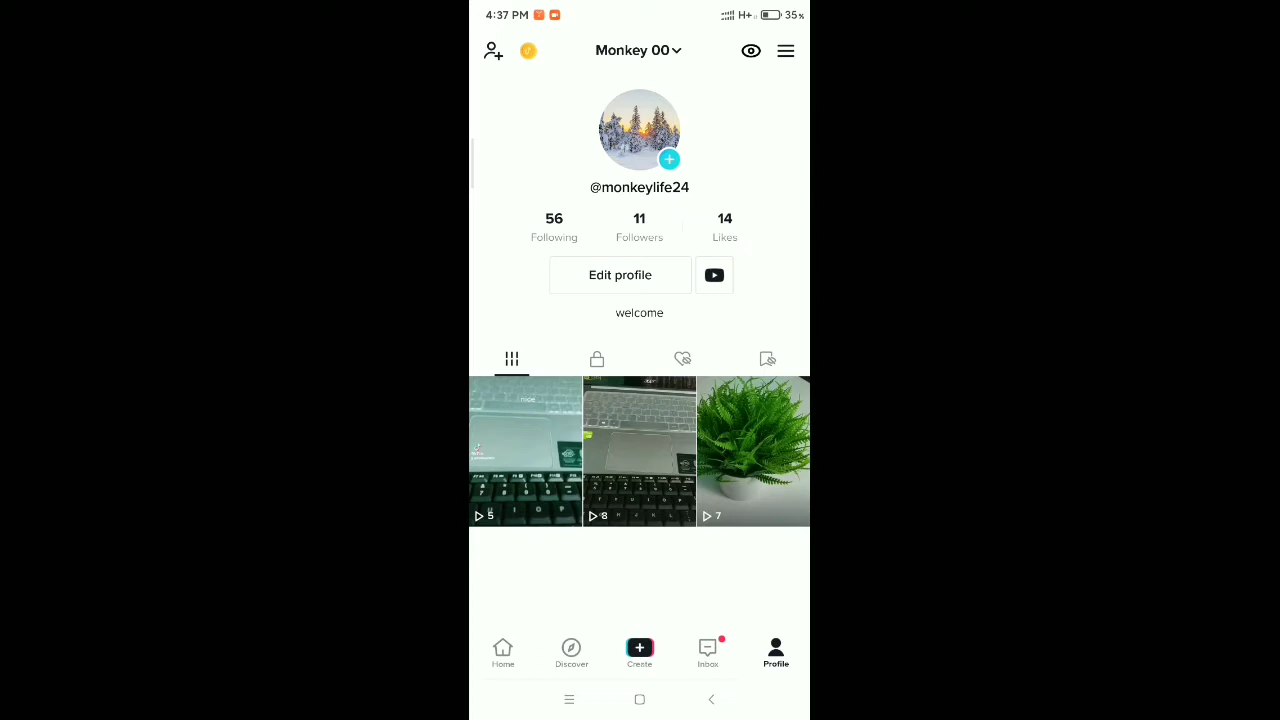 4:37 PM H+ 35%
Monkey 00
@monkeylife24
56 11 14
Following Followers Likes
Edit profile
welcome
5 8 7
Home Discover Create Inbox Profile